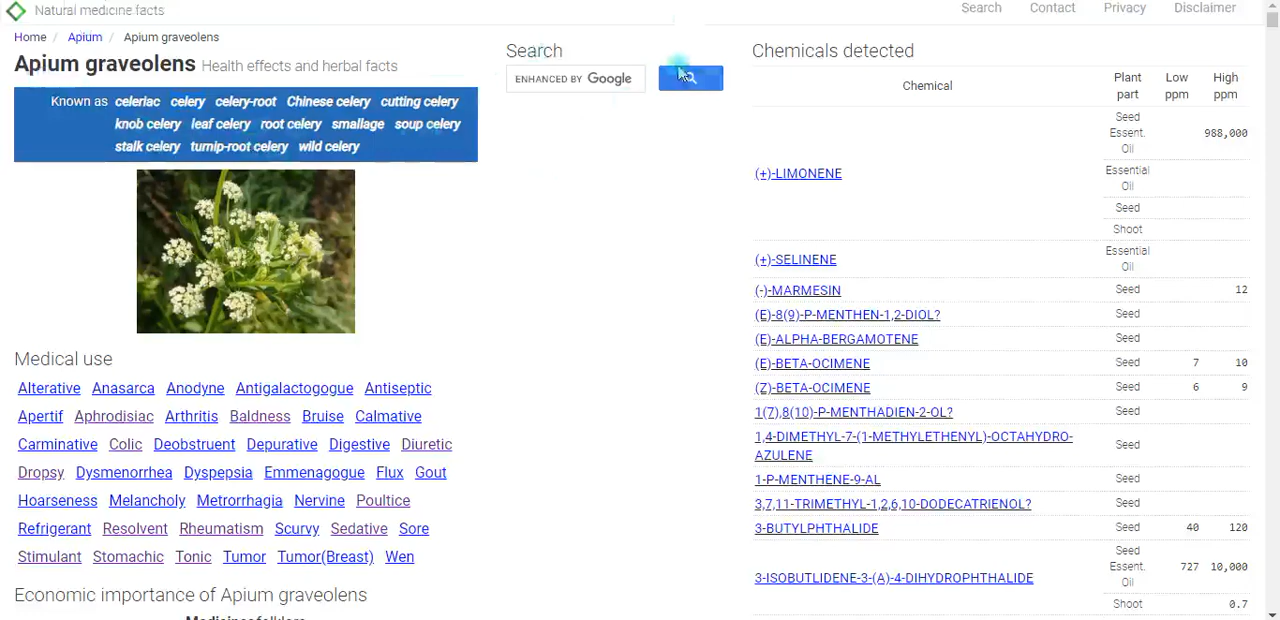 Natural medicine facts
Search Contact Privacy Disclaimer
Home / Apium / Apium graveolens
Apium graveolens Health effects and herbal facts
Known as celeriac celery celery-root Chinese celery cutting celery
knob celery leaf celery root celery smallage soup celery
stalk celery turnip-root celery wild celery
Medical use
Alterative Anasarca Anodyne Antigalactogogue Antiseptic
Apertif Aphrodisiac Arthritis Baldness Bruise Calmative
Carminative Colic Deobstruent Depurative Digestive Diuretic
Dropsy Dysmenorrhea Dyspepsia Emmenagogue Flux Gout
Hoarseness Melancholy Metrorrhagia Nervine Poultice
Refrigerant Resolvent Rheumatism Scurvy Sedative Sore
Stimulant Stomachic Tonic Tumor Tumor(Breast) Wen
Economic importance of Apium graveolens
Search
ENHANCED BY Google
Chemicals detected
Chemical Plant part Low ppm High ppm
(+)-LIMONENE Seed Essent. Oil 988,000
Essential Oil
Seed
Shoot
(+)-SELINENE Essential Oil
(-)-MARMESIN Seed 12
(E)-8(9)-P-MENTHEN-1,2-DIOL? Seed
(E)-ALPHA-BERGAMOTENE Seed
(E)-BETA-OCIMENE Seed 7 10
(Z)-BETA-OCIMENE Seed 6 9
1(7),8(10)-P-MENTHADIEN-2-OL? Seed
1,4-DIMETHYL-7-(1-METHYLETHENYL)-OCTAHYDRO-
AZULENE Seed
1-P-MENTHENE-9-AL Seed
3,7,11-TRIMETHYL-1,2,6,10-DODECATRIENOL? Seed
3-BUTYLPHTHALIDE Seed 40 120
3-ISOBUTLIDENE-3-(A)-4-DIHYDROPHTHALIDE Seed Essent. Oil 727 10,000
Shoot 0.7